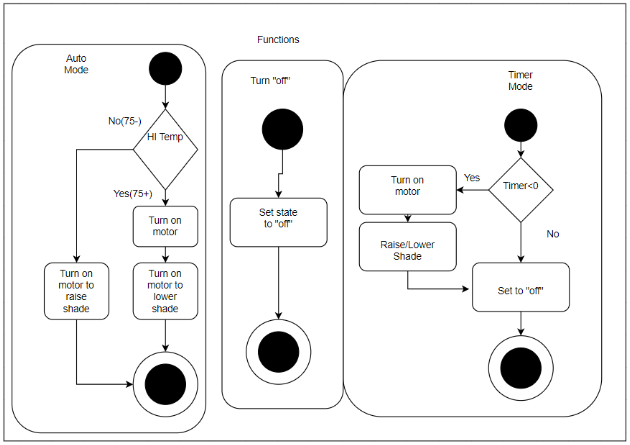 Functions
Auto
Mode
No(75-)
HI Temp
Yes(75+)
Turn on
motor
Turn on
motor to
raise
shade
Turn on
motor to
lower
shade
Turn "off"
Set state
to "off"
Timer
Mode
Timer<0
Yes
No
Turn on
motor
Raise/Lower
Shade
Set to "off"